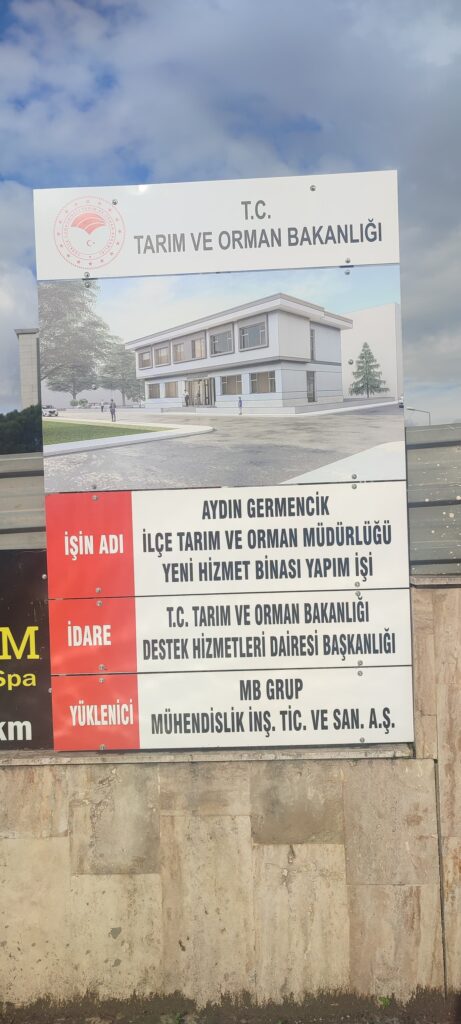 T.C.
TARIM VE ORMAN BAKANLIĞI
İŞİN ADI
AYDIN GERMENCİK
İLÇE TARIM VE ORMAN MÜDÜRLÜĞÜ
YENİ HİZMET BİNASI YAPIM İŞİ
İDARE
T.C. TARIM VE ORMAN BAKANLIĞI
DESTEK HİZMETLERİ DAİRESİ BAŞKANLIĞI
YÜKLENİCİ
MB GRUP
MÜHENDİSLİK İNŞ. TİC. VE SAN. A.Ş.
M
Spa
km